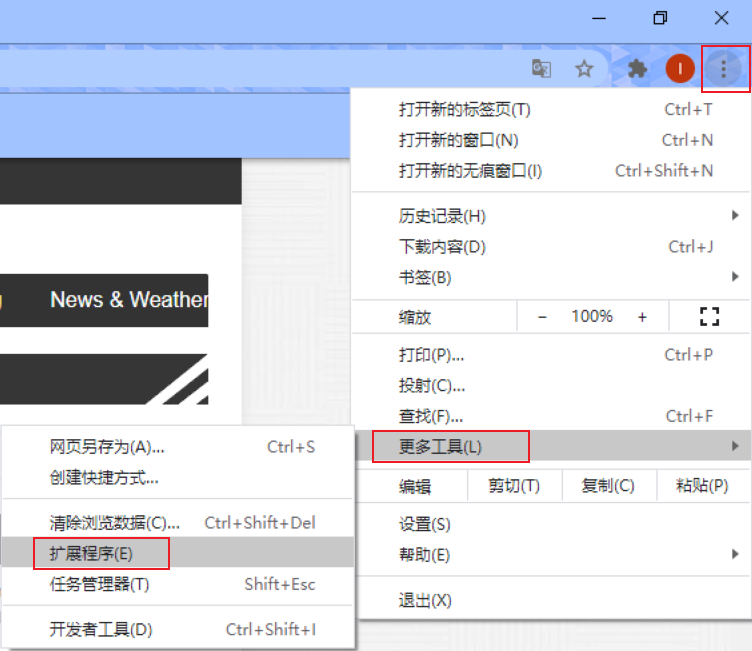 I
打开新的标签页(T) Ctrl+T
打开新的窗口(N) Ctrl+N
打开新的无痕窗口(I) Ctrl+Shift+N
历史记录(H)
下载内容(D) Ctrl+J
书签(B)
News & Weather
缩放 − 100% +
打印(P)... Ctrl+P
投射(C)...
查找(F)... Ctrl+F
更多工具(L)
编辑 剪切(T) 复制(C) 粘贴(P)
设置(S)
帮助(E)
退出(X)
网页另存为(A)... Ctrl+S
创建快捷方式...
清除浏览数据(C)... Ctrl+Shift+Del
扩展程序(E)
任务管理器(T) Shift+Esc
开发者工具(D) Ctrl+Shift+I